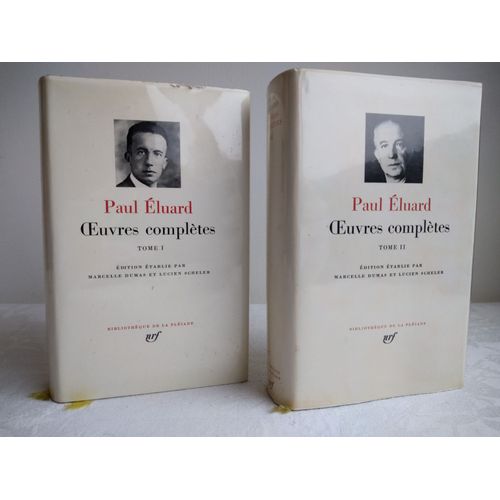 Paul Éluard
Œuvres complètes
TOME I
ÉDITION ÉTABLIE PAR
MARCELLE DUMAS ET LUCIEN SCHELER
BIBLIOTHÈQUE DE LA PLÉIADE
nrf
Paul Éluard
Œuvres complètes
TOME II
ÉDITION ÉTABLIE PAR
MARCELLE DUMAS ET LUCIEN SCHELER
BIBLIOTHÈQUE DE LA PLÉIADE
nrf